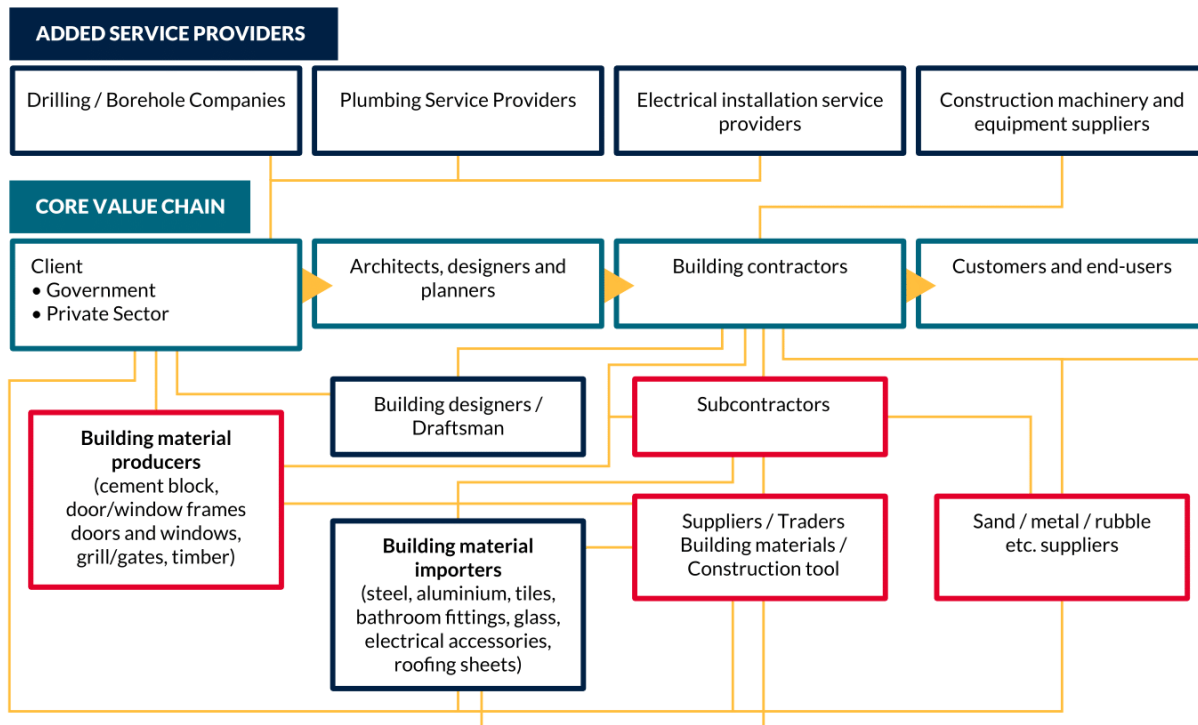 ADDED SERVICE PROVIDERS
Drilling / Borehole Companies
Plumbing Service Providers
Electrical installation service
providers
Construction machinery and
equipment suppliers
CORE VALUE CHAIN
Client
• Government
• Private Sector
Architects, designers and
planners
Building contractors
Customers and end-users
Building designers /
Draftsman
Subcontractors
Building material
producers
(cement block,
door/window frames
doors and windows,
grill/gates, timber)
Building material
importers
(steel, aluminium, tiles,
bathroom fittings, glass,
electrical accessories,
roofing sheets)
Suppliers / Traders
Building materials /
Construction tool
Sand / metal / rubble
etc. suppliers